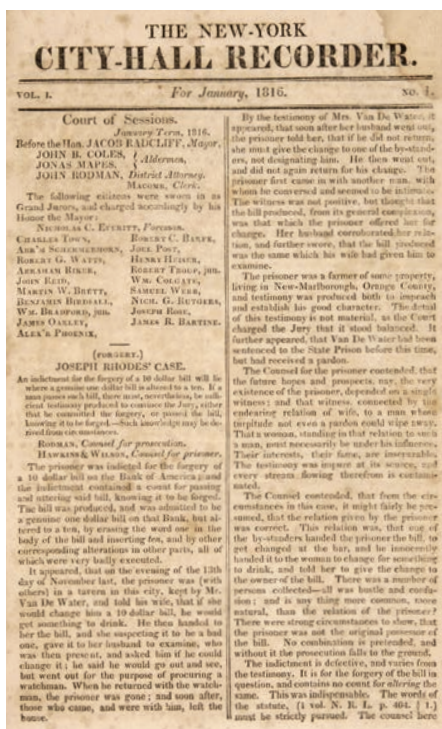 THE NEW-YORK
CITY-HALL RECORDER.
VOL. I. For January, 1816. NO. 1.
Court of Sessions.
January Term, 1816.
Before the Hon. JACOB RADCLIFF, Mayor,
JOHN B. COLES, } Aldermen,
JONAS MAPES,
JOHN RODMAN, District Attorney.
MACOMB, Clerk.
The following citizens were sworn in as
Grand Jurors, and charged accordingly by his
Honor the Mayor:
NICHOLAS C. EVERITT, Foreman.
CHARLES TOWN,
ABR'M SCHERMERHORN,
ROBERT G. WATTS,
ABRAHAM RIKER,
JOHN REID,
MARTIN W. BRETT,
BENJAMIN BIRDSALL,
WM. BRADFORD, jun.
JAMES OAKLEY,
ALEX'R PHOENIX,
ROBERT C.
JOEL POST,
HENRY
ROBERT TROUP, jun.
WM. COLGATE,
SAMUEL WEBB,
NICH. G. RUTGERS,
JOSEPH ROSE,
JAMES R. BARTINE.
(FORGERY.)
JOSEPH RHODES' CASE.
An indictment for the forgery of a 10 dollar bill will lie
where a genuine one dollar bill is altered to a ten. If a
man passes such bill, there must, nevertheless, be suffi-
cient testimony produced to convince the Jury, either
that he committed the forgery, or passed the bill,
knowing it to be forged.—Such knowledge may be de-
rived from circumstances.
RODMAN, Counsel for prosecution.
HAWKINS & WILSON, Counsel for prisoner.
The prisoner was indicted for the forgery of
a 10 dollar bill on the Bank of America; and
the indictment contained a count for passing
and uttering said bill, knowing it to be forged.
The bill was produced, and was admitted to be
a genuine one dollar bill on that Bank, but al-
tered to a ten, by erasing the word one in the
body of the bill and inserting ten, and by other
corresponding alterations in other parts, all of
which were very badly executed.
It appeared, that on the evening of the 13th
day of November last, the prisoner was (with
others) in a tavern in this city, kept by Mr.
Van De Water, and told his wife, that if she
would change him a 10 dollar bill, he would
get something to drink. He then handed to
her the bill, and she suspecting it to be a bad
one, gave it to her husband to examine, who
was then present, and asked him if he could
change it; he said he would go out and see,
but went out for the purpose of procuring a
watchman. When he returned with the watch-
man, the prisoner was gone; and soon after,
those who came, and were with him, left the
house.
By the testimony of Mrs. Van De Water, it
appeared, that soon after her husband went out,
the prisoner told her, that if he did not return,
she must give the change to one of the by-stand-
ers, not designating him. He then went out,
and did not return for his change. The
prisoner first came in with another man, with
whom he conversed and seemed to be intimate.
The witness was not positive, but thought that
the bill produced, from its general complexion,
was that which the prisoner offered her for
change. Her husband corroborated her rela-
tion, and further swore, that the bill produced
was the same which his wife had given him to
examine.
The prisoner was a farmer of some property,
living in New-Marlborough, Orange County,
and testimony was produced both to impeach
and establish his good character. The detail
of this testimony is not material, as the Court
charged the Jury that it stood balanced. It
further appeared, that Van De Water had been
sentenced to the State Prison before this time,
but had received a pardon.
The Counsel for the prisoner contended, that
the future hopes and prospects, nay, the very
existence of the prisoner, depended on a single
witness; and that witness, connected by the
endearing relation of wife, to a man whose
turpitude not even a pardon could wipe away.
That a woman, standing in that relation to such
a man, must necessarily be under his influence.
Their interests, their fame, are inseparable.
The testimony was impure at its source, and
every stream flowing therefrom is contami-
nated.
The Counsel contended, that from the cir-
cumstances in this case, it might fairly be pre-
sumed, that the relation given by the prisoner
was correct. This relation was, that one of
the by-standers handed the prisoner the bill, to
get changed at the bar, and he innocently
handed it to the woman to change for something
to drink, and told her to give the change to
the owner of the bill. There was a number of
persons collected—all was bustle and confu-
sion; and is any thing more common, more
natural, than the relation of the prisoner?
There were strong circumstances to show, that
the prisoner was not the original possessor of
the bill. No combination is pretended, and
without it the prosecution falls to the ground.
The indictment is defective, and varies from
the testimony. It is for the forgery of the bill in
question, and contains no count for altering the
same. This was indispensable. The words of
the statute, (1 vol. N. R. L. p. 404. § 1.)
must be strictly pursued. The counsel here